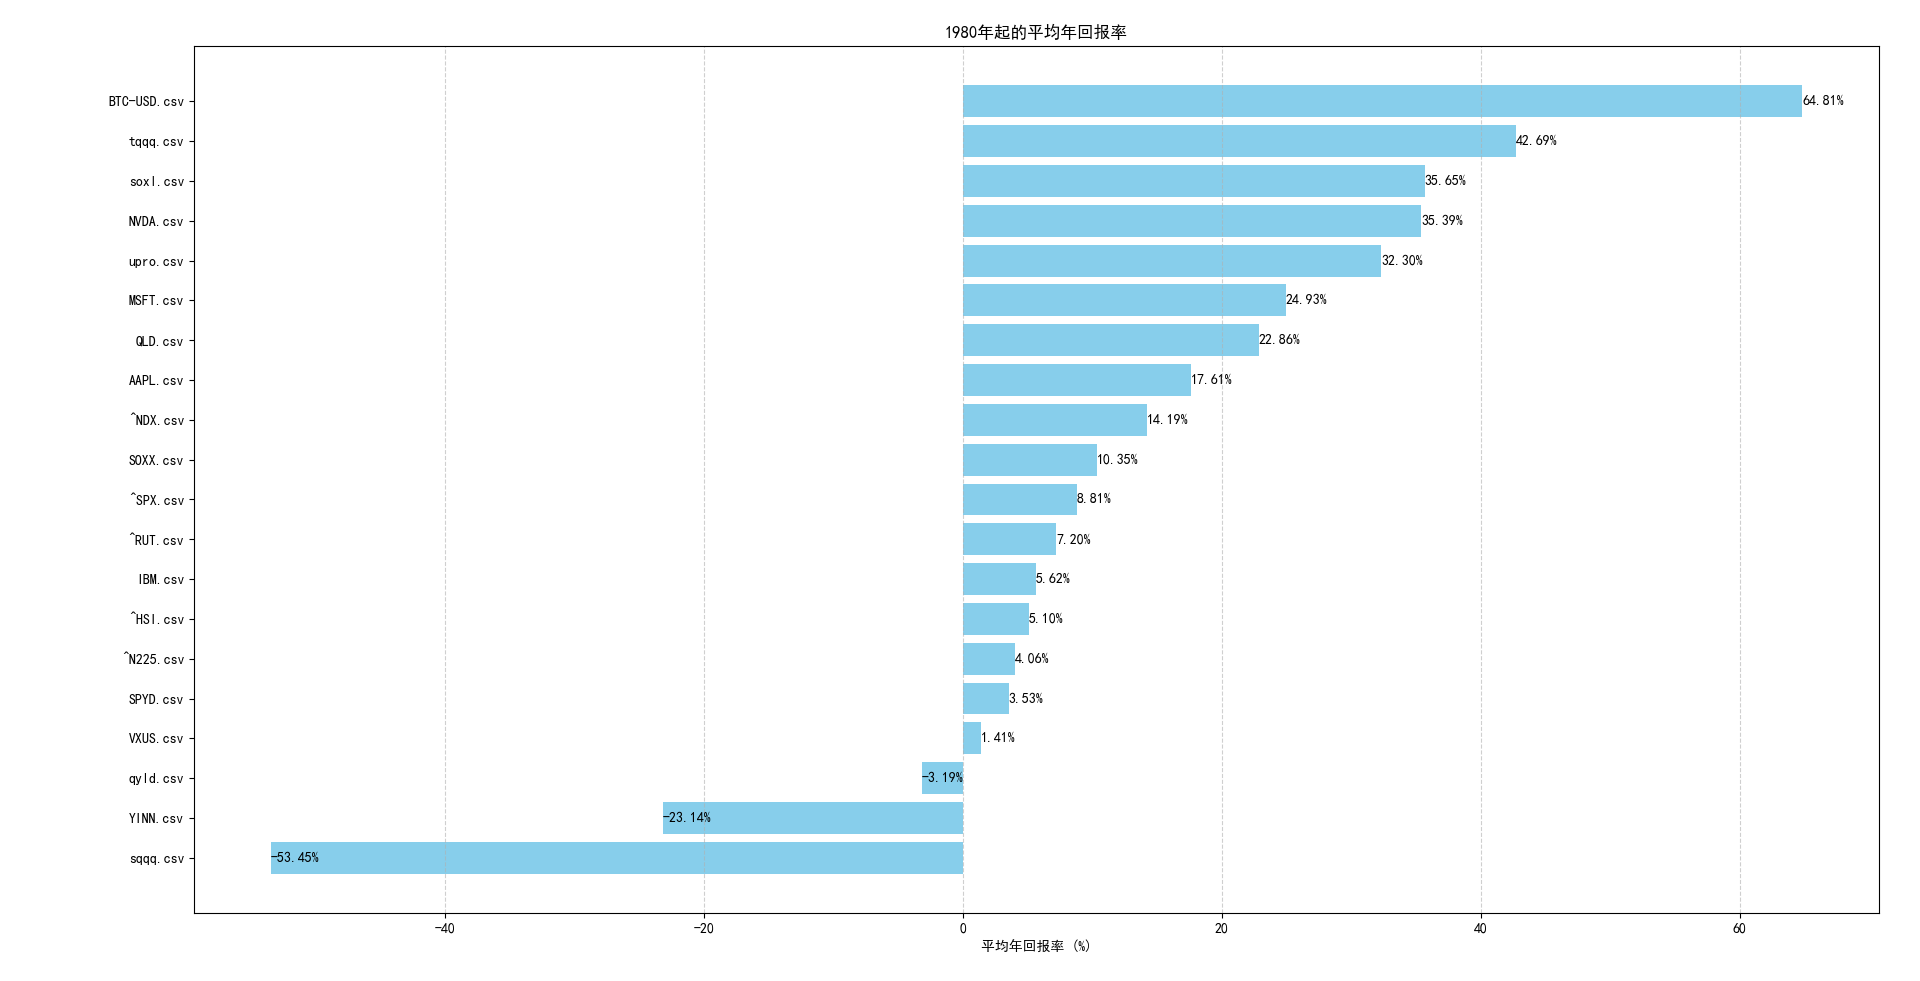 1980年起的平均年回报率
BTC-USD.csv 64.81%
tqqq.csv 42.69%
soxl.csv 35.65%
NVDA.csv 35.39%
upro.csv 32.30%
MSFT.csv 24.93%
QLD.csv 22.86%
AAPL.csv 17.61%
^NDX.csv 14.19%
SOXX.csv 10.35%
^SPX.csv 8.81%
^RUT.csv 7.20%
IBM.csv 5.62%
^HSI.csv 5.10%
^N225.csv 4.06%
SPYD.csv 3.53%
VXUS.csv 1.41%
qyld.csv -3.19%
YINN.csv -23.14%
sqqq.csv -53.45%
-40 -20 0 20 40 60
平均年回报率 (%)